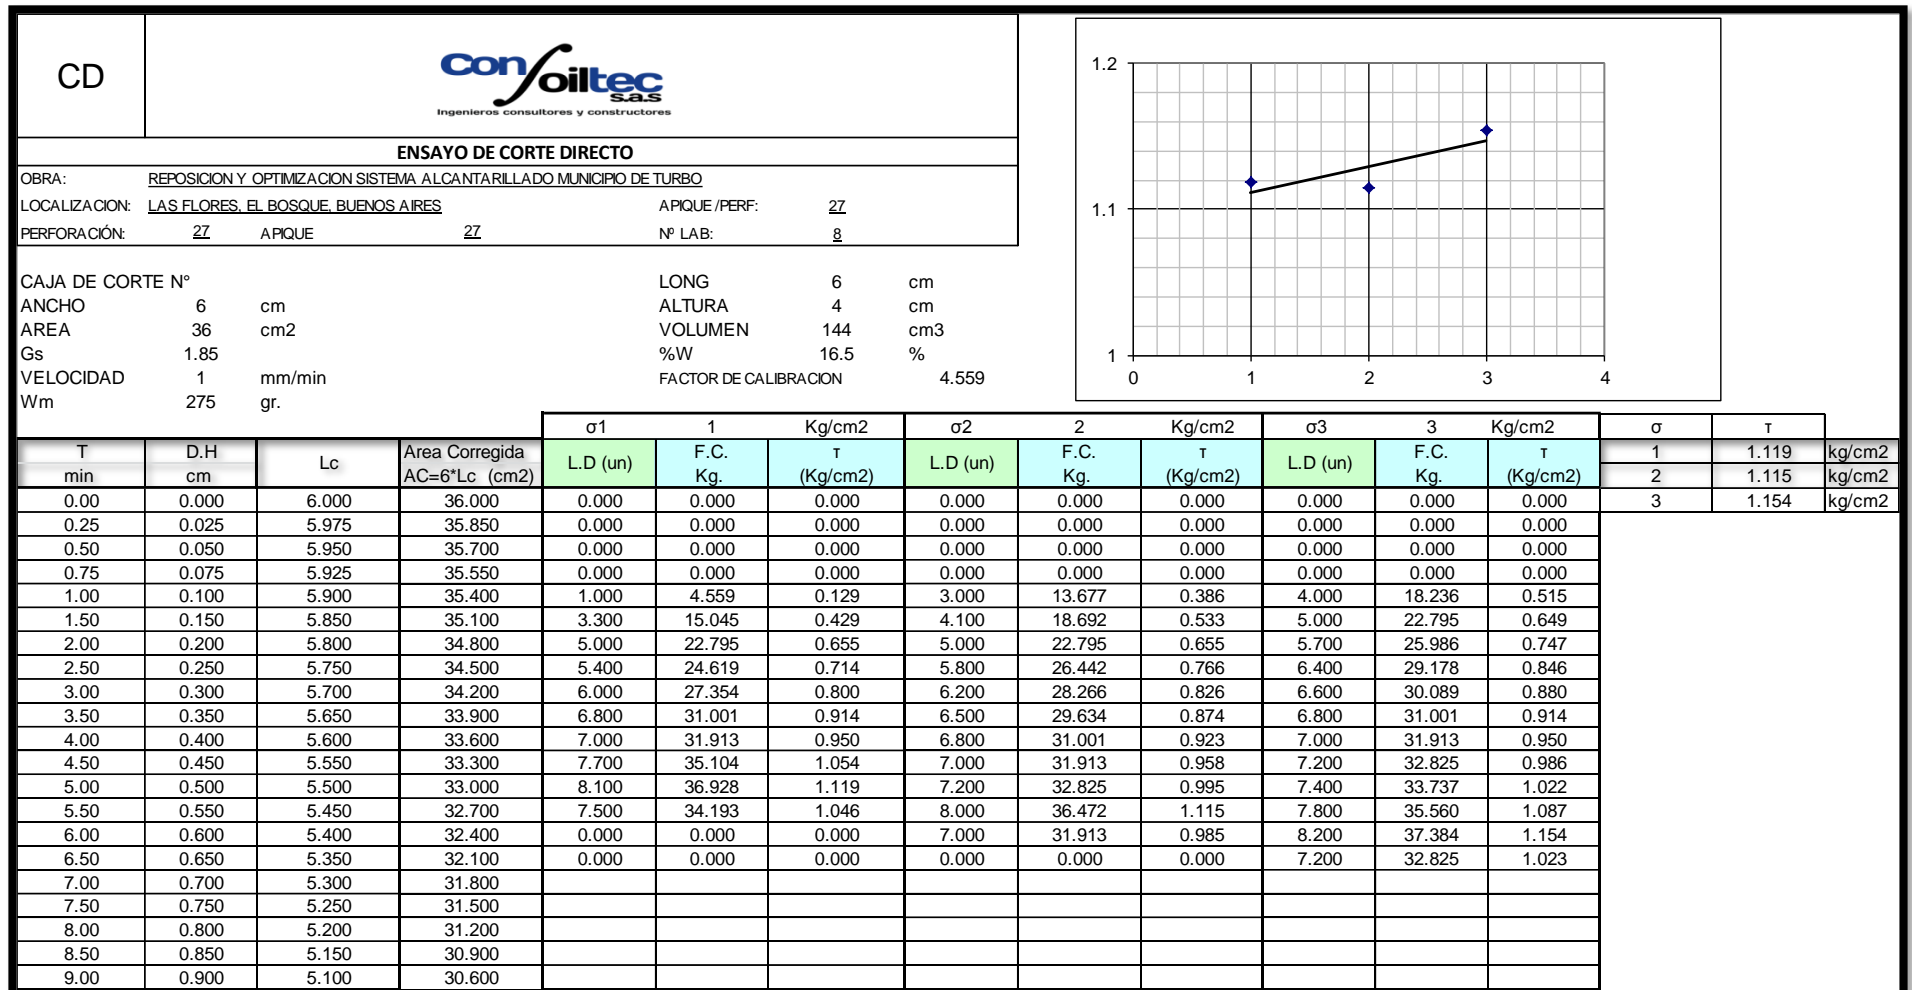 CD
Con Soiltec
s.a.s
Ingenieros consultores y constructores
ENSAYO DE CORTE DIRECTO
OBRA: REPOSICION Y OPTIMIZACION SISTEMA ALCANTARILLADO MUNICIPIO DE TURBO
LOCALIZACION: LAS FLORES, EL BOSQUE, BUENOS AIRES APIQUE /PERF: 27
PERFORACIÓN: 27 APIQUE 27 Nº LAB: 8
CAJA DE CORTE N° LONG 6 cm
ANCHO 6 cm ALTURA 4 cm
AREA 36 cm2 VOLUMEN 144 cm3
Gs 1.85 %W 16.5 %
VELOCIDAD 1 mm/min FACTOR DE CALIBRACION 4.559
Wm 275 gr.
1.2
1.1
1
0 1 2 3 4
σ1 1 Kg/cm2 σ2 2 Kg/cm2 σ3 3 Kg/cm2 σ τ
T D.H Lc Area Corregida L.D (un) F.C. τ L.D (un) F.C. τ L.D (un) F.C. τ 1 1.119 kg/cm2
min cm AC=6*Lc (cm2) Kg. (Kg/cm2) Kg. (Kg/cm2) Kg. (Kg/cm2) 2 1.115 kg/cm2
0.00 0.000 6.000 36.000 0.000 0.000 0.000 0.000 0.000 0.000 0.000 0.000 0.000 3 1.154 kg/cm2
0.25 0.025 5.975 35.850 0.000 0.000 0.000 0.000 0.000 0.000 0.000 0.000 0.000
0.50 0.050 5.950 35.700 0.000 0.000 0.000 0.000 0.000 0.000 0.000 0.000 0.000
0.75 0.075 5.925 35.550 0.000 0.000 0.000 0.000 0.000 0.000 0.000 0.000 0.000
1.00 0.100 5.900 35.400 1.000 4.559 0.129 3.000 13.677 0.386 4.000 18.236 0.515
1.50 0.150 5.850 35.100 3.300 15.045 0.429 4.100 18.692 0.533 5.000 22.795 0.649
2.00 0.200 5.800 34.800 5.000 22.795 0.655 5.000 22.795 0.655 5.700 25.986 0.747
2.50 0.250 5.750 34.500 5.400 24.619 0.714 5.800 26.442 0.766 6.400 29.178 0.846
3.00 0.300 5.700 34.200 6.000 27.354 0.800 6.200 28.266 0.826 6.600 30.089 0.880
3.50 0.350 5.650 33.900 6.800 31.001 0.914 6.500 29.634 0.874 6.800 31.001 0.914
4.00 0.400 5.600 33.600 7.000 31.913 0.950 6.800 31.001 0.923 7.000 31.913 0.950
4.50 0.450 5.550 33.300 7.700 35.104 1.054 7.000 31.913 0.958 7.200 32.825 0.986
5.00 0.500 5.500 33.000 8.100 36.928 1.119 7.200 32.825 0.995 7.400 33.737 1.022
5.50 0.550 5.450 32.700 7.500 34.193 1.046 8.000 36.472 1.115 7.800 35.560 1.087
6.00 0.600 5.400 32.400 0.000 0.000 0.000 7.000 31.913 0.985 8.200 37.384 1.154
6.50 0.650 5.350 32.100 0.000 0.000 0.000 0.000 0.000 0.000 7.200 32.825 1.023
7.00 0.700 5.300 31.800
7.50 0.750 5.250 31.500
8.00 0.800 5.200 31.200
8.50 0.850 5.150 30.900
9.00 0.900 5.100 30.600